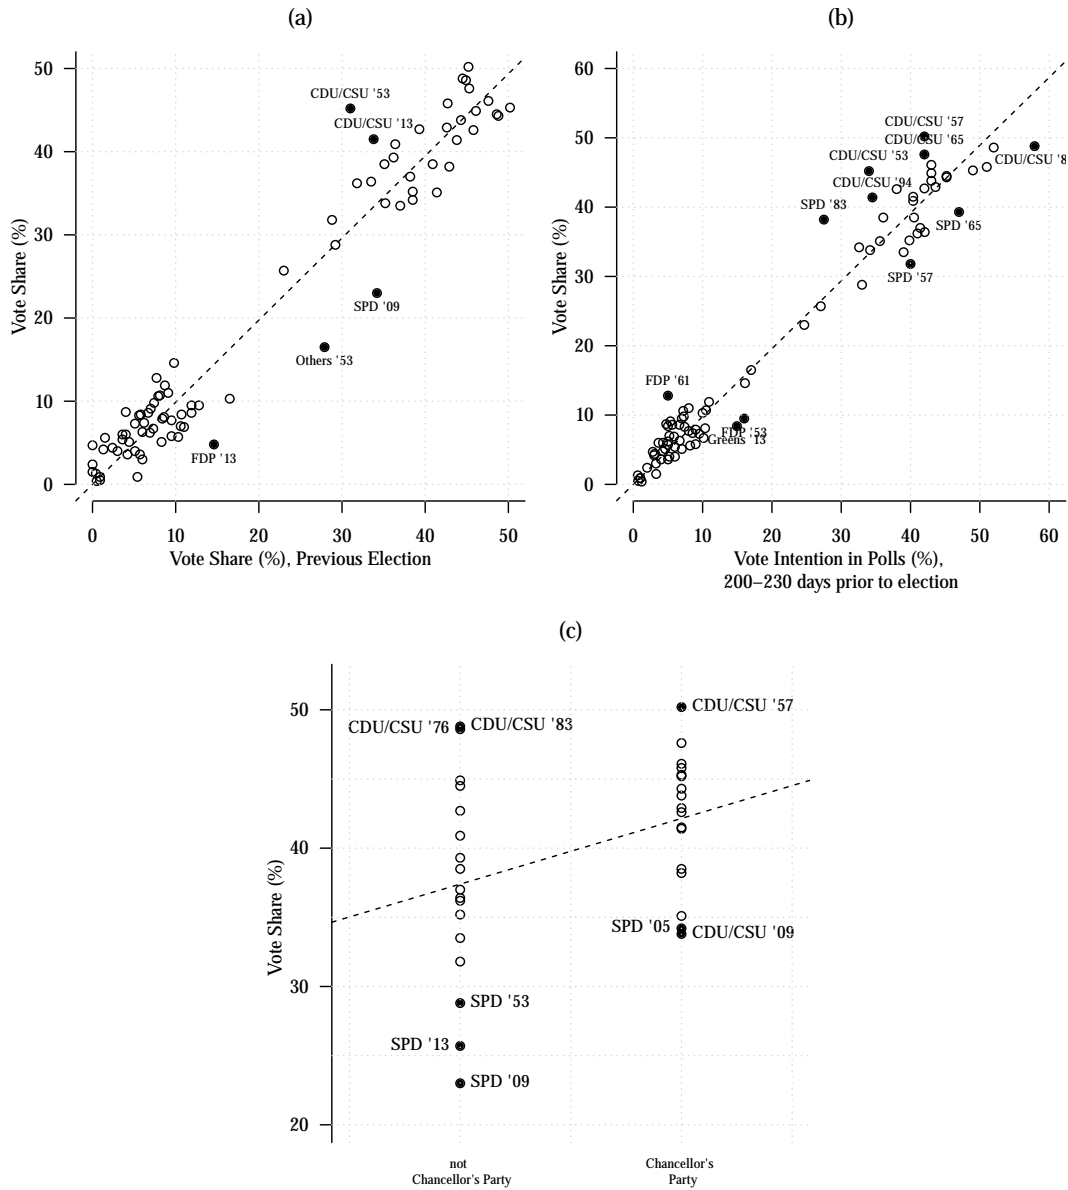 (a)
50
40
30
20
10
0
Vote Share (%)
CDU/CSU '53
CDU/CSU '13
SPD '09
Others '53
FDP '13
0 10 20 30 40 50
Vote Share (%), Previous Election
(b)
60
50
40
30
20
10
0
Vote Share (%)
CDU/CSU '57
CDU/CSU '65
CDU/CSU '53
CDU/CSU '8
CDU/CSU '94
SPD '83
SPD '65
SPD '57
FDP '61
FDP '53
Greens '13
0 10 20 30 40 50 60
Vote Intention in Polls (%),
200–230 days prior to election
(c)
50
40
30
20
Vote Share (%)
CDU/CSU '76
CDU/CSU '83
CDU/CSU '57
SPD '05
CDU/CSU '09
SPD '53
SPD '13
SPD '09
not
Chancellor's Party
Chancellor's
Party